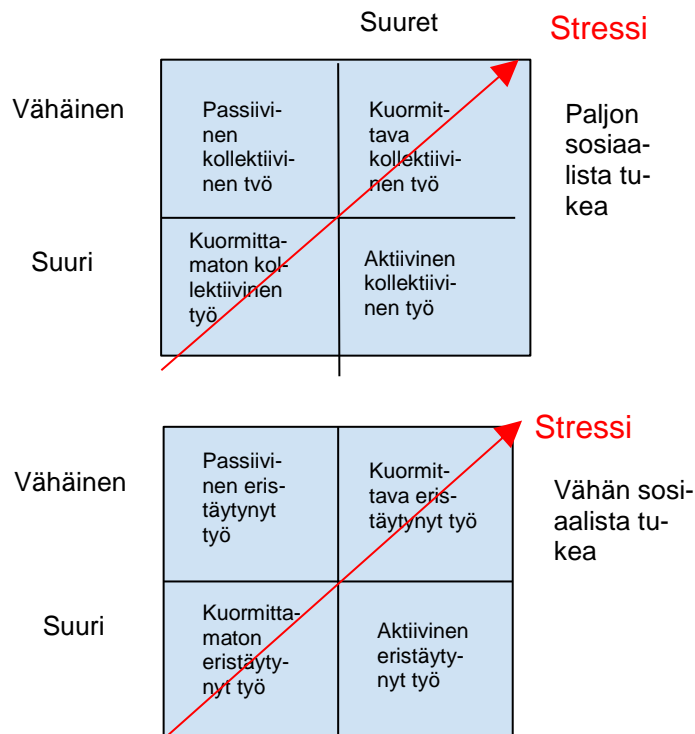 Suuret
Stressi
Vähäinen
Passiivi-
nen
kollektiivi-
nen työ
Kuormit-
tava
kollektiivi-
nen työ
Paljon
sosiaa-
lista tu-
kea
Suuri
Kuormitta-
maton kol-
lektiivinen
työ
Aktiivinen
kollektiivi-
nen työ
Stressi
Vähäinen
Passiivi-
nen eris-
täytynyt
työ
Kuormit-
tava eris-
täytynyt työ
Vähän sosi-
aalista tu-
kea
Suuri
Kuormitta-
maton
eristäyty-
nyt työ
Aktiivinen
eristäyty-
nyt työ